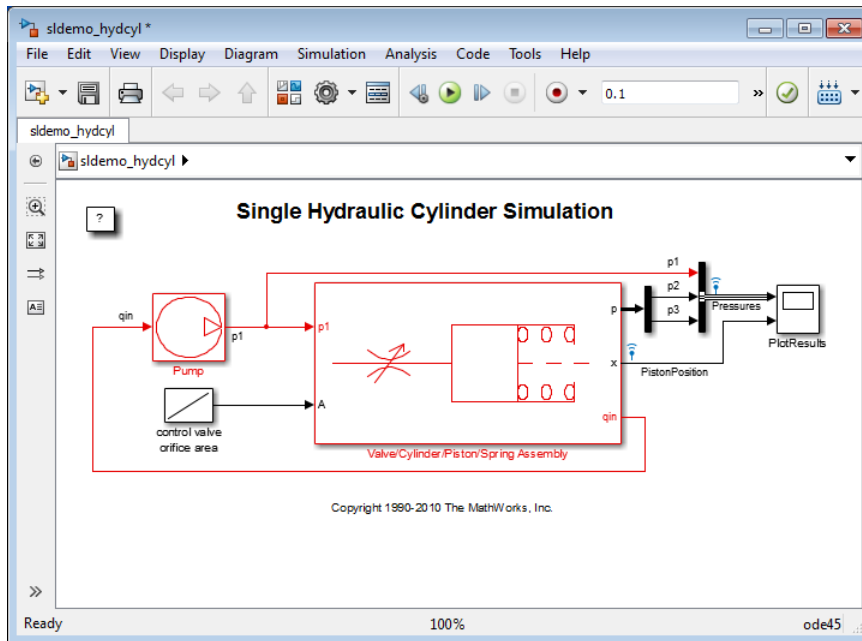 sldemo_hydcyl *
File Edit View Display Diagram Simulation Analysis Code Tools Help
0.1 »
sldemo_hydcyl
sldemo_hydcyl
Single Hydraulic Cylinder Simulation
?
p1
p2
p3
Pressures
PlotResults
qin
p1
Pump
p1
p
x
PistonPosition
A
qin
control valve
orifice area
Valve/Cylinder/Piston/Spring Assembly
Copyright 1990-2010 The MathWorks, Inc.
A
»
Ready 100% ode45